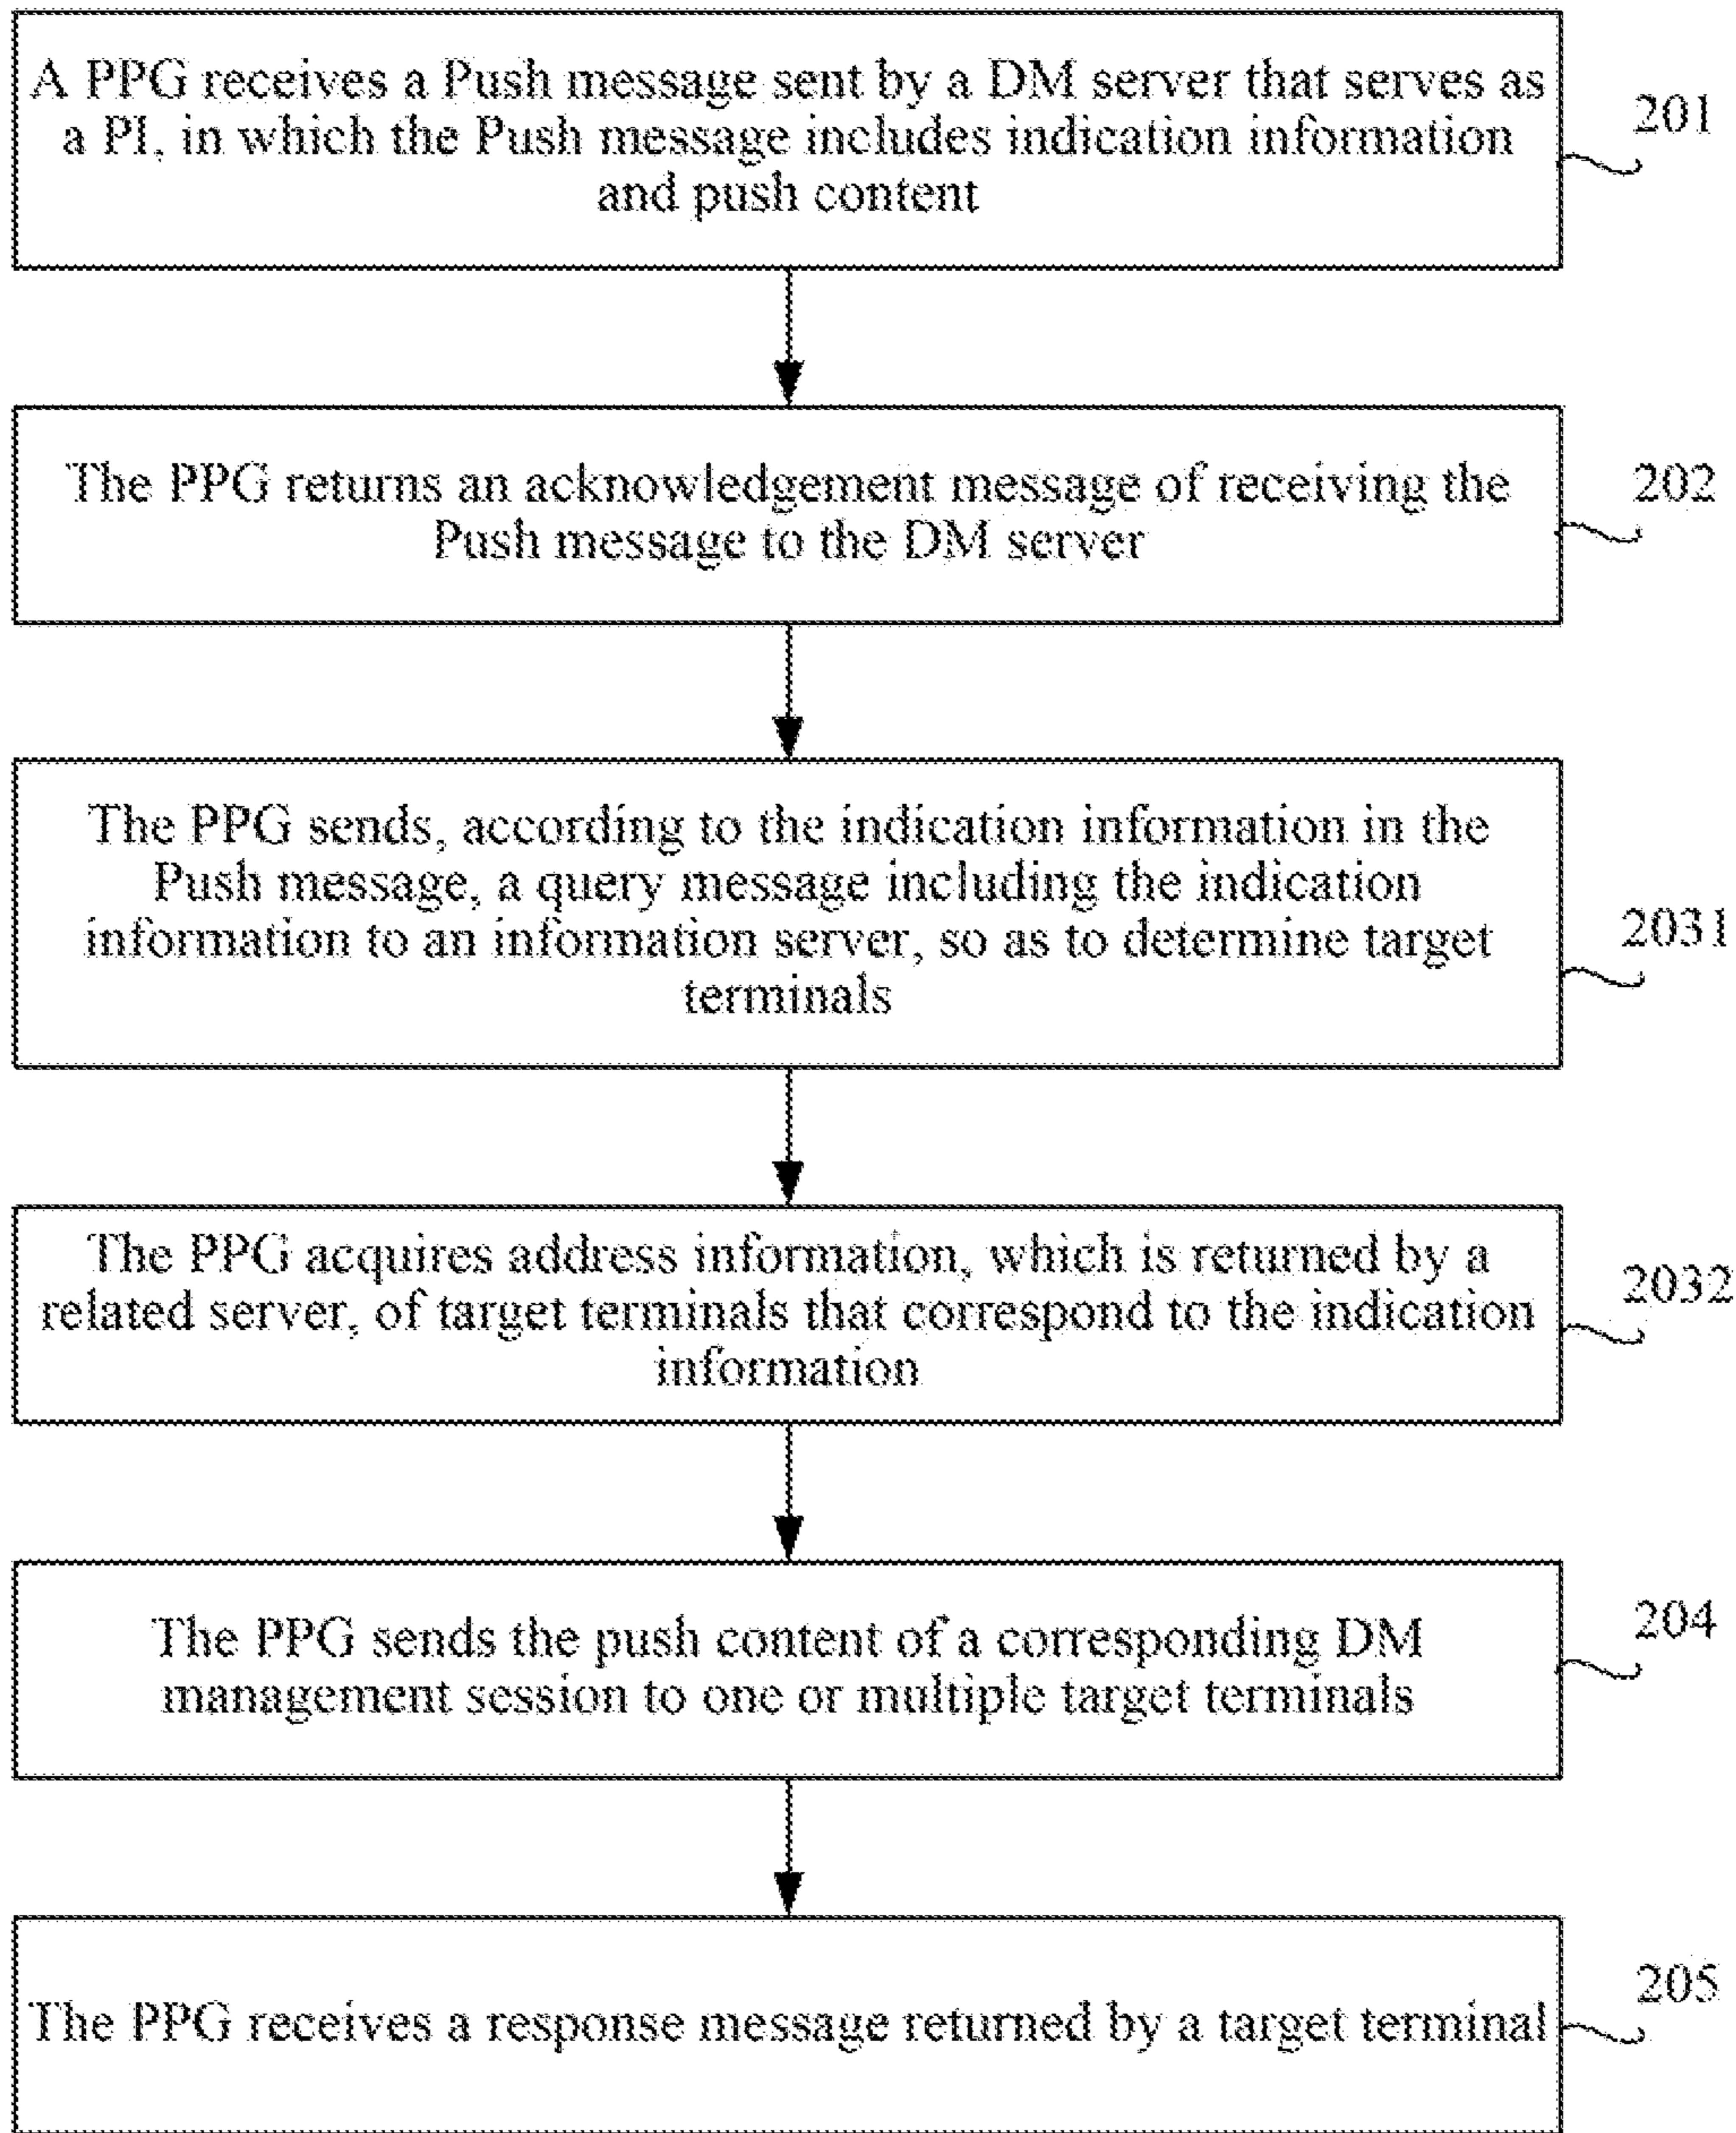 A PPG receives a Push message sent by a DM server that serves as
a PI, in which the Push message includes indication information
and push content
201
The PPG returns an acknowledgement message of receiving the
Push message to the DM server
202
The PPG sends, according to the indication information in the
Push message, a query message including the indication
information to an information server, so as to determine target
terminals
2031
The PPG acquires address information, which is returned by a
related server, of target terminals that correspond to the indication
information
2032
The PPG sends the push content of a corresponding DM
management session to one or multiple target terminals
204
The PPG receives a response message returned by a target terminal
205